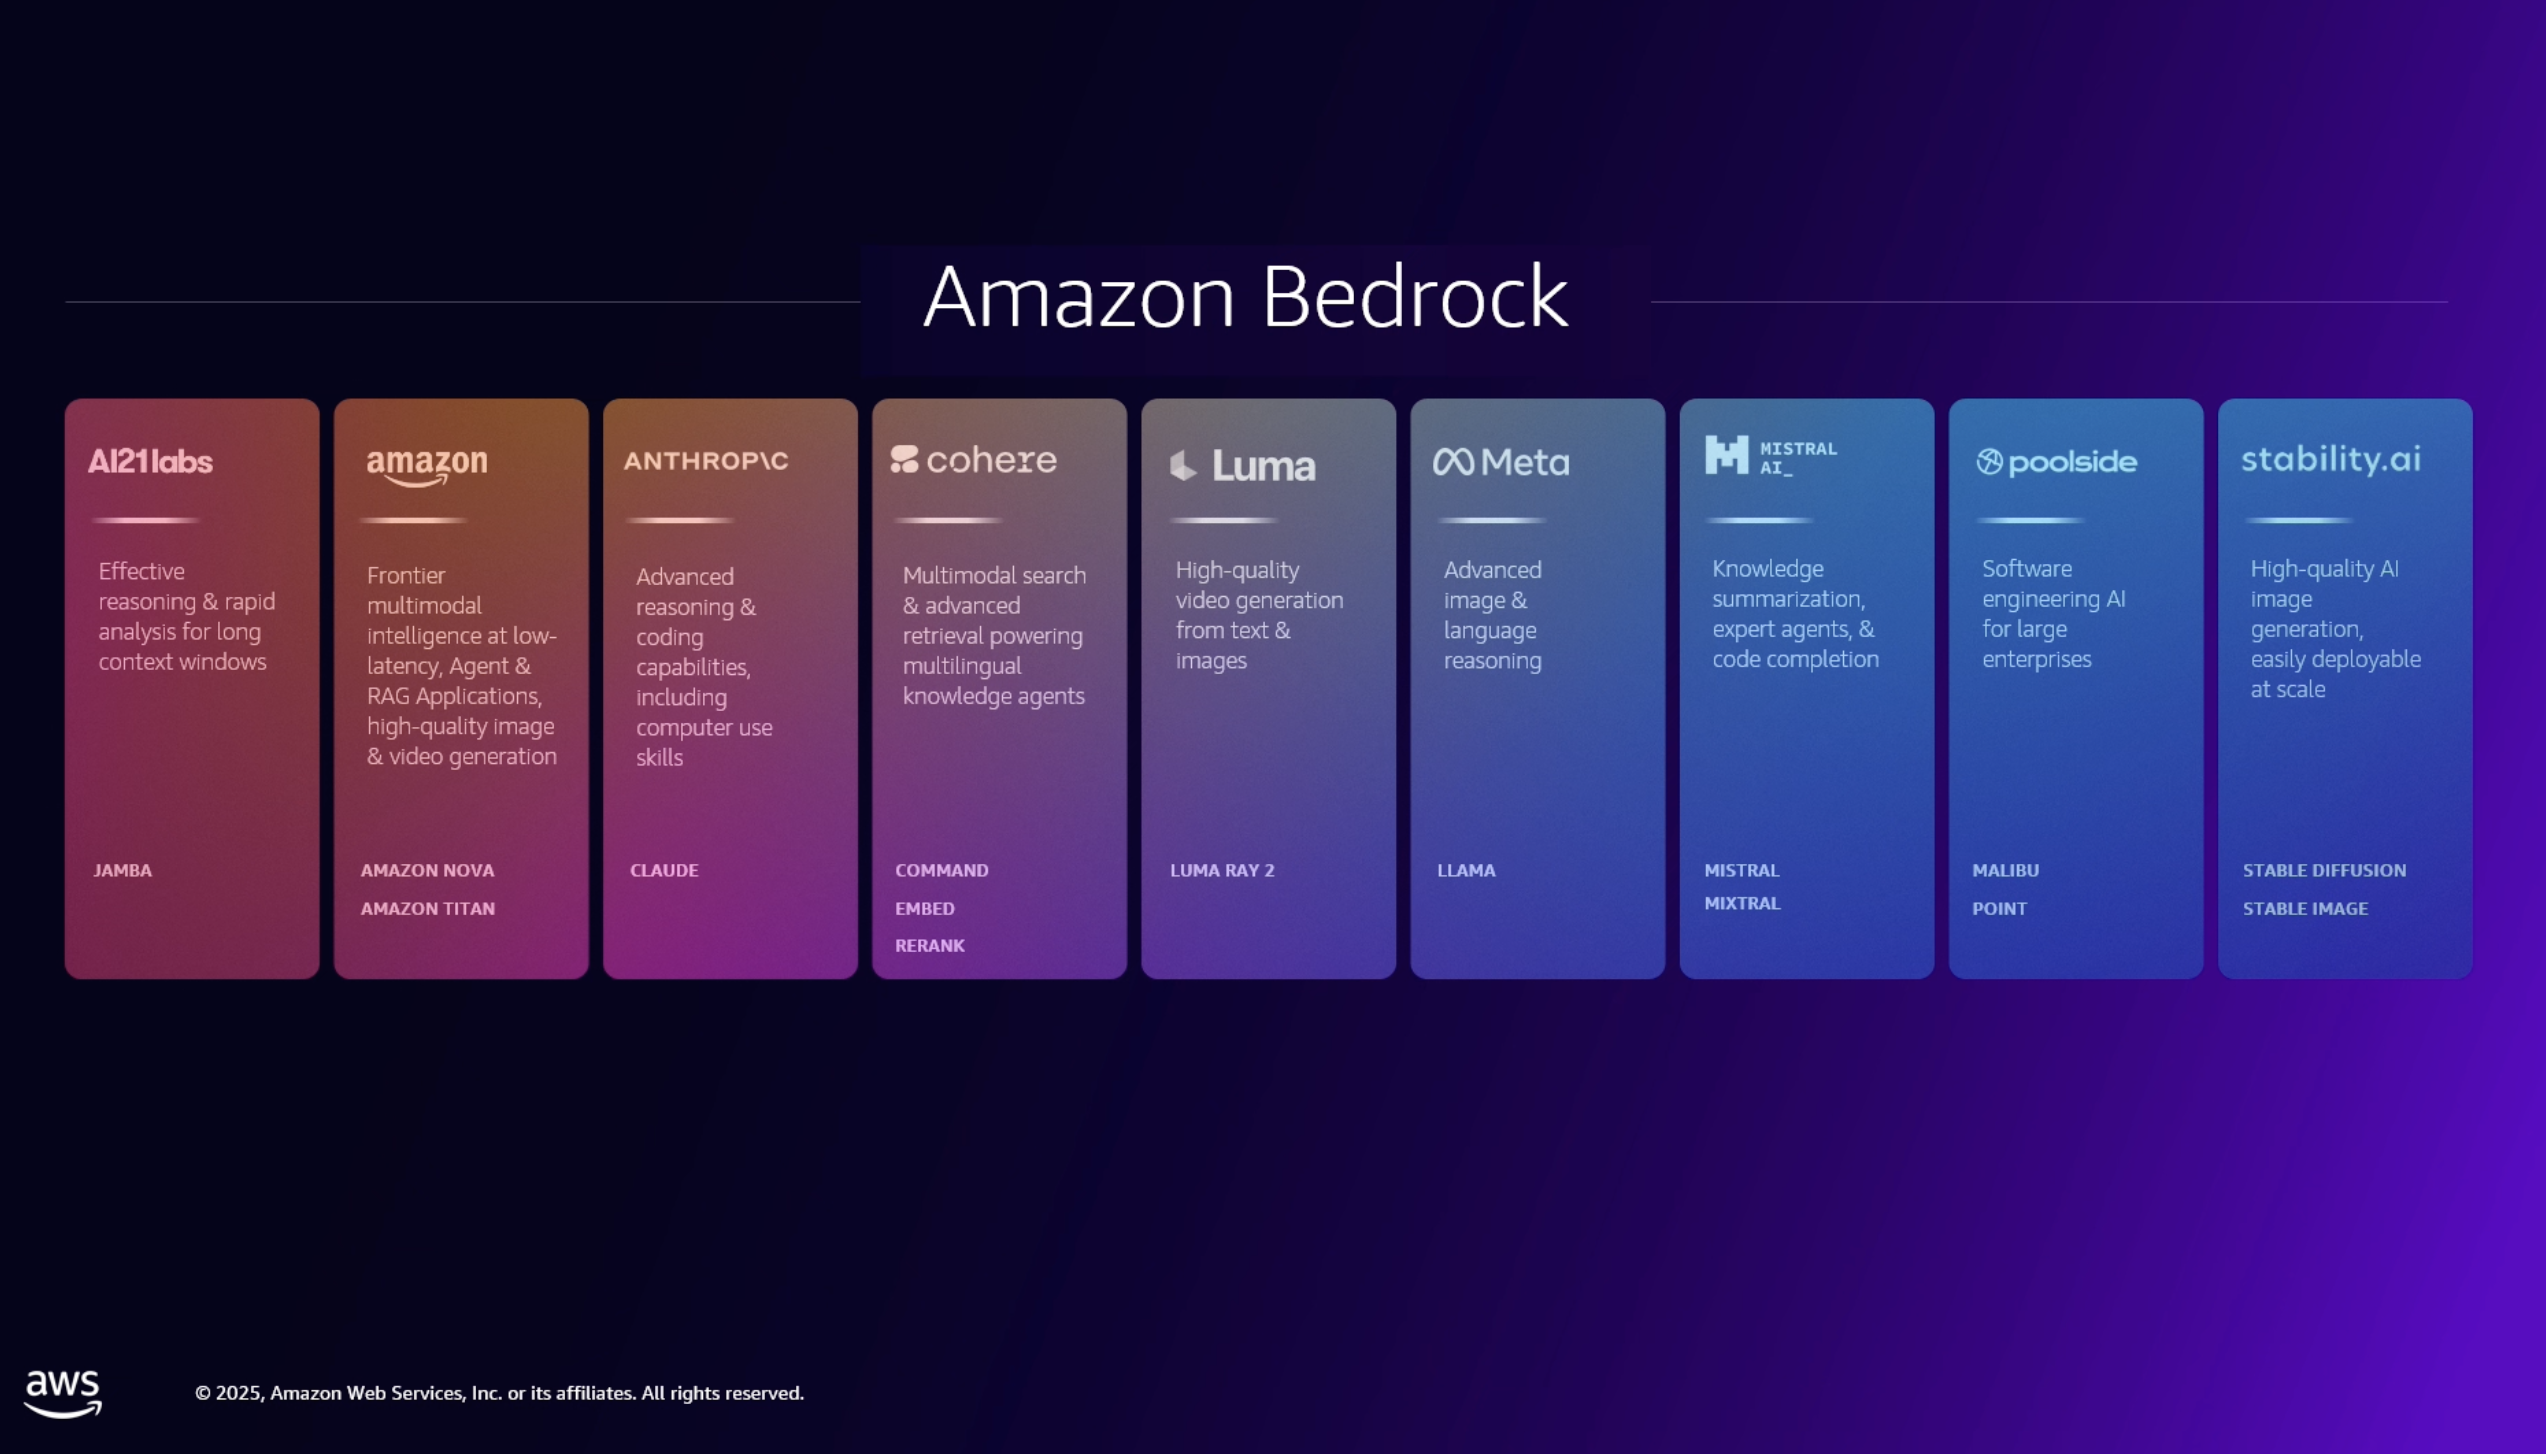 Amazon Bedrock
AI21labs
Effective
reasoning & rapid
analysis for long
context windows
JAMBA
amazon
Frontier
multimodal
intelligence at low-
latency, Agent &
RAG Applications,
high-quality image
& video generation
AMAZON NOVA
AMAZON TITAN
ANTHROP\C
Advanced
reasoning &
coding
capabilities,
including
computer use
skills
CLAUDE
cohere
Multimodal search
& advanced
retrieval powering
multilingual
knowledge agents
COMMAND
EMBED
RERANK
Luma
High-quality
video generation
from text &
images
LUMA RAY 2
Meta
Advanced
image &
language
reasoning
LLAMA
MISTRAL
AI_
Knowledge
summarization,
expert agents, &
code completion
MISTRAL
MIXTRAL
poolside
Software
engineering AI
for large
enterprises
MALIBU
POINT
stability.ai
High-quality AI
image
generation,
easily deployable
at scale
STABLE DIFFUSION
STABLE IMAGE
aws
© 2025, Amazon Web Services, Inc. or its affiliates. All rights reserved.